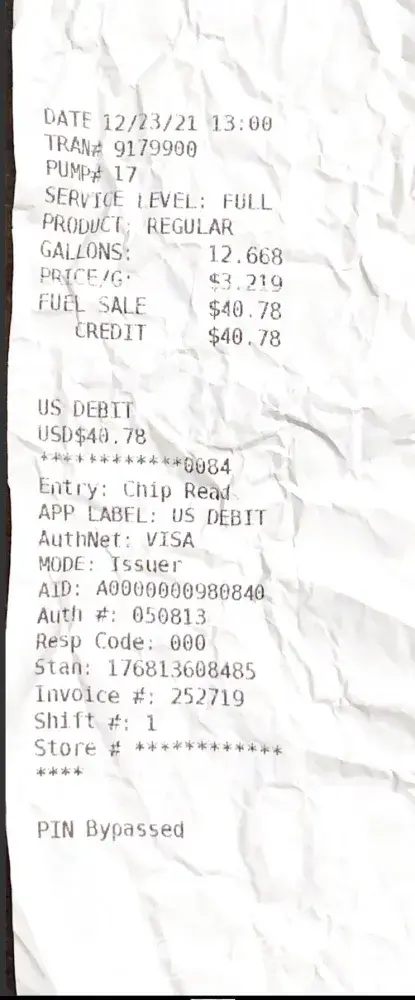 DATE 12/23/21 13:00
TRAN# 9179900
PUMP# 17
SERVICE LEVEL: FULL
PRODUCT: REGULAR
GALLONS: 12.668
PRICE/G: $3.219
FUEL SALE $40.78
CREDIT $40.78
US DEBIT
USD$40.78
************0084
Entry: Chip Read
APP LABEL: US DEBIT
AuthNet: VISA
MODE: Issuer
AID: A0000000980840
Auth #: 050813
Resp Code: 000
Stan: 176813608485
Invoice #: 252719
Shift #: 1
Store # ************
****
PIN Bypassed